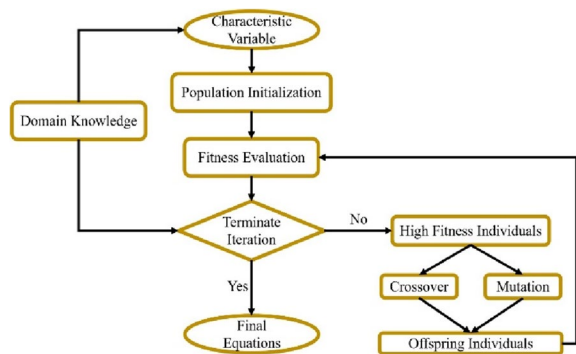 Characteristic
Variable
Population Initialization
Domain Knowledge
Fitness Evaluation
Terminate
Iteration
No
High Fitness Individuals
Yes
Crossover
Mutation
Final
Equations
Offspring Individuals